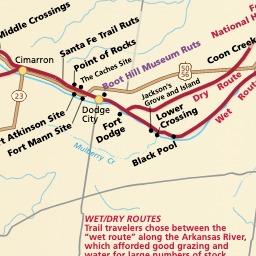 Middle Crossings
National H
Santa Fe Trail Ruts
Coon Creek
Cimarron
Point of Rocks
The Caches Site
Boot Hill Museum Ruts
50
56
Jackson's
Grove and Island
Dry Route
Wet Rou
23
Dodge
City
t Atkinson Site
Fort Mann Site
Fort
Dodge
Lower
Crossing
Mulberry Cr
Black Pool
WET/DRY ROUTES
Trail travelers chose between the
"wet route" along the Arkansas River,
which afforded good grazing and
water for large numbers of stock